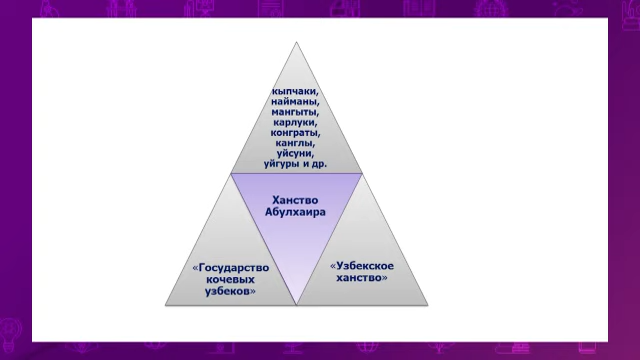 кыпчаки,
найманы,
мангыты,
карлуки,
конграты,
канглы,
уйсуни,
уйгуры и др.
Ханство
Абулхаира
«Государство
кочевых
узбеков»
«Узбекское
ханство»